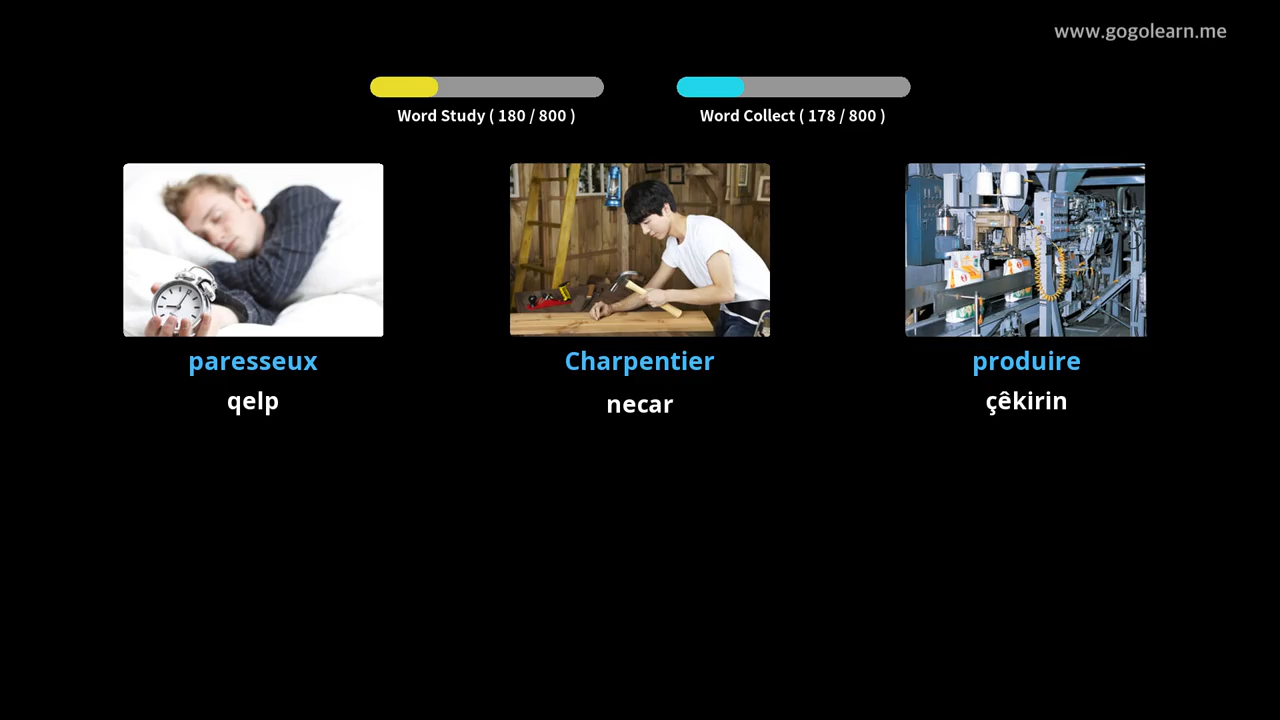 www.gogolearn.me
Word Study ( 180 / 800 )
Word Collect ( 178 / 800 )
paresseux
Charpentier
produire
qelp
necar
çêkirin